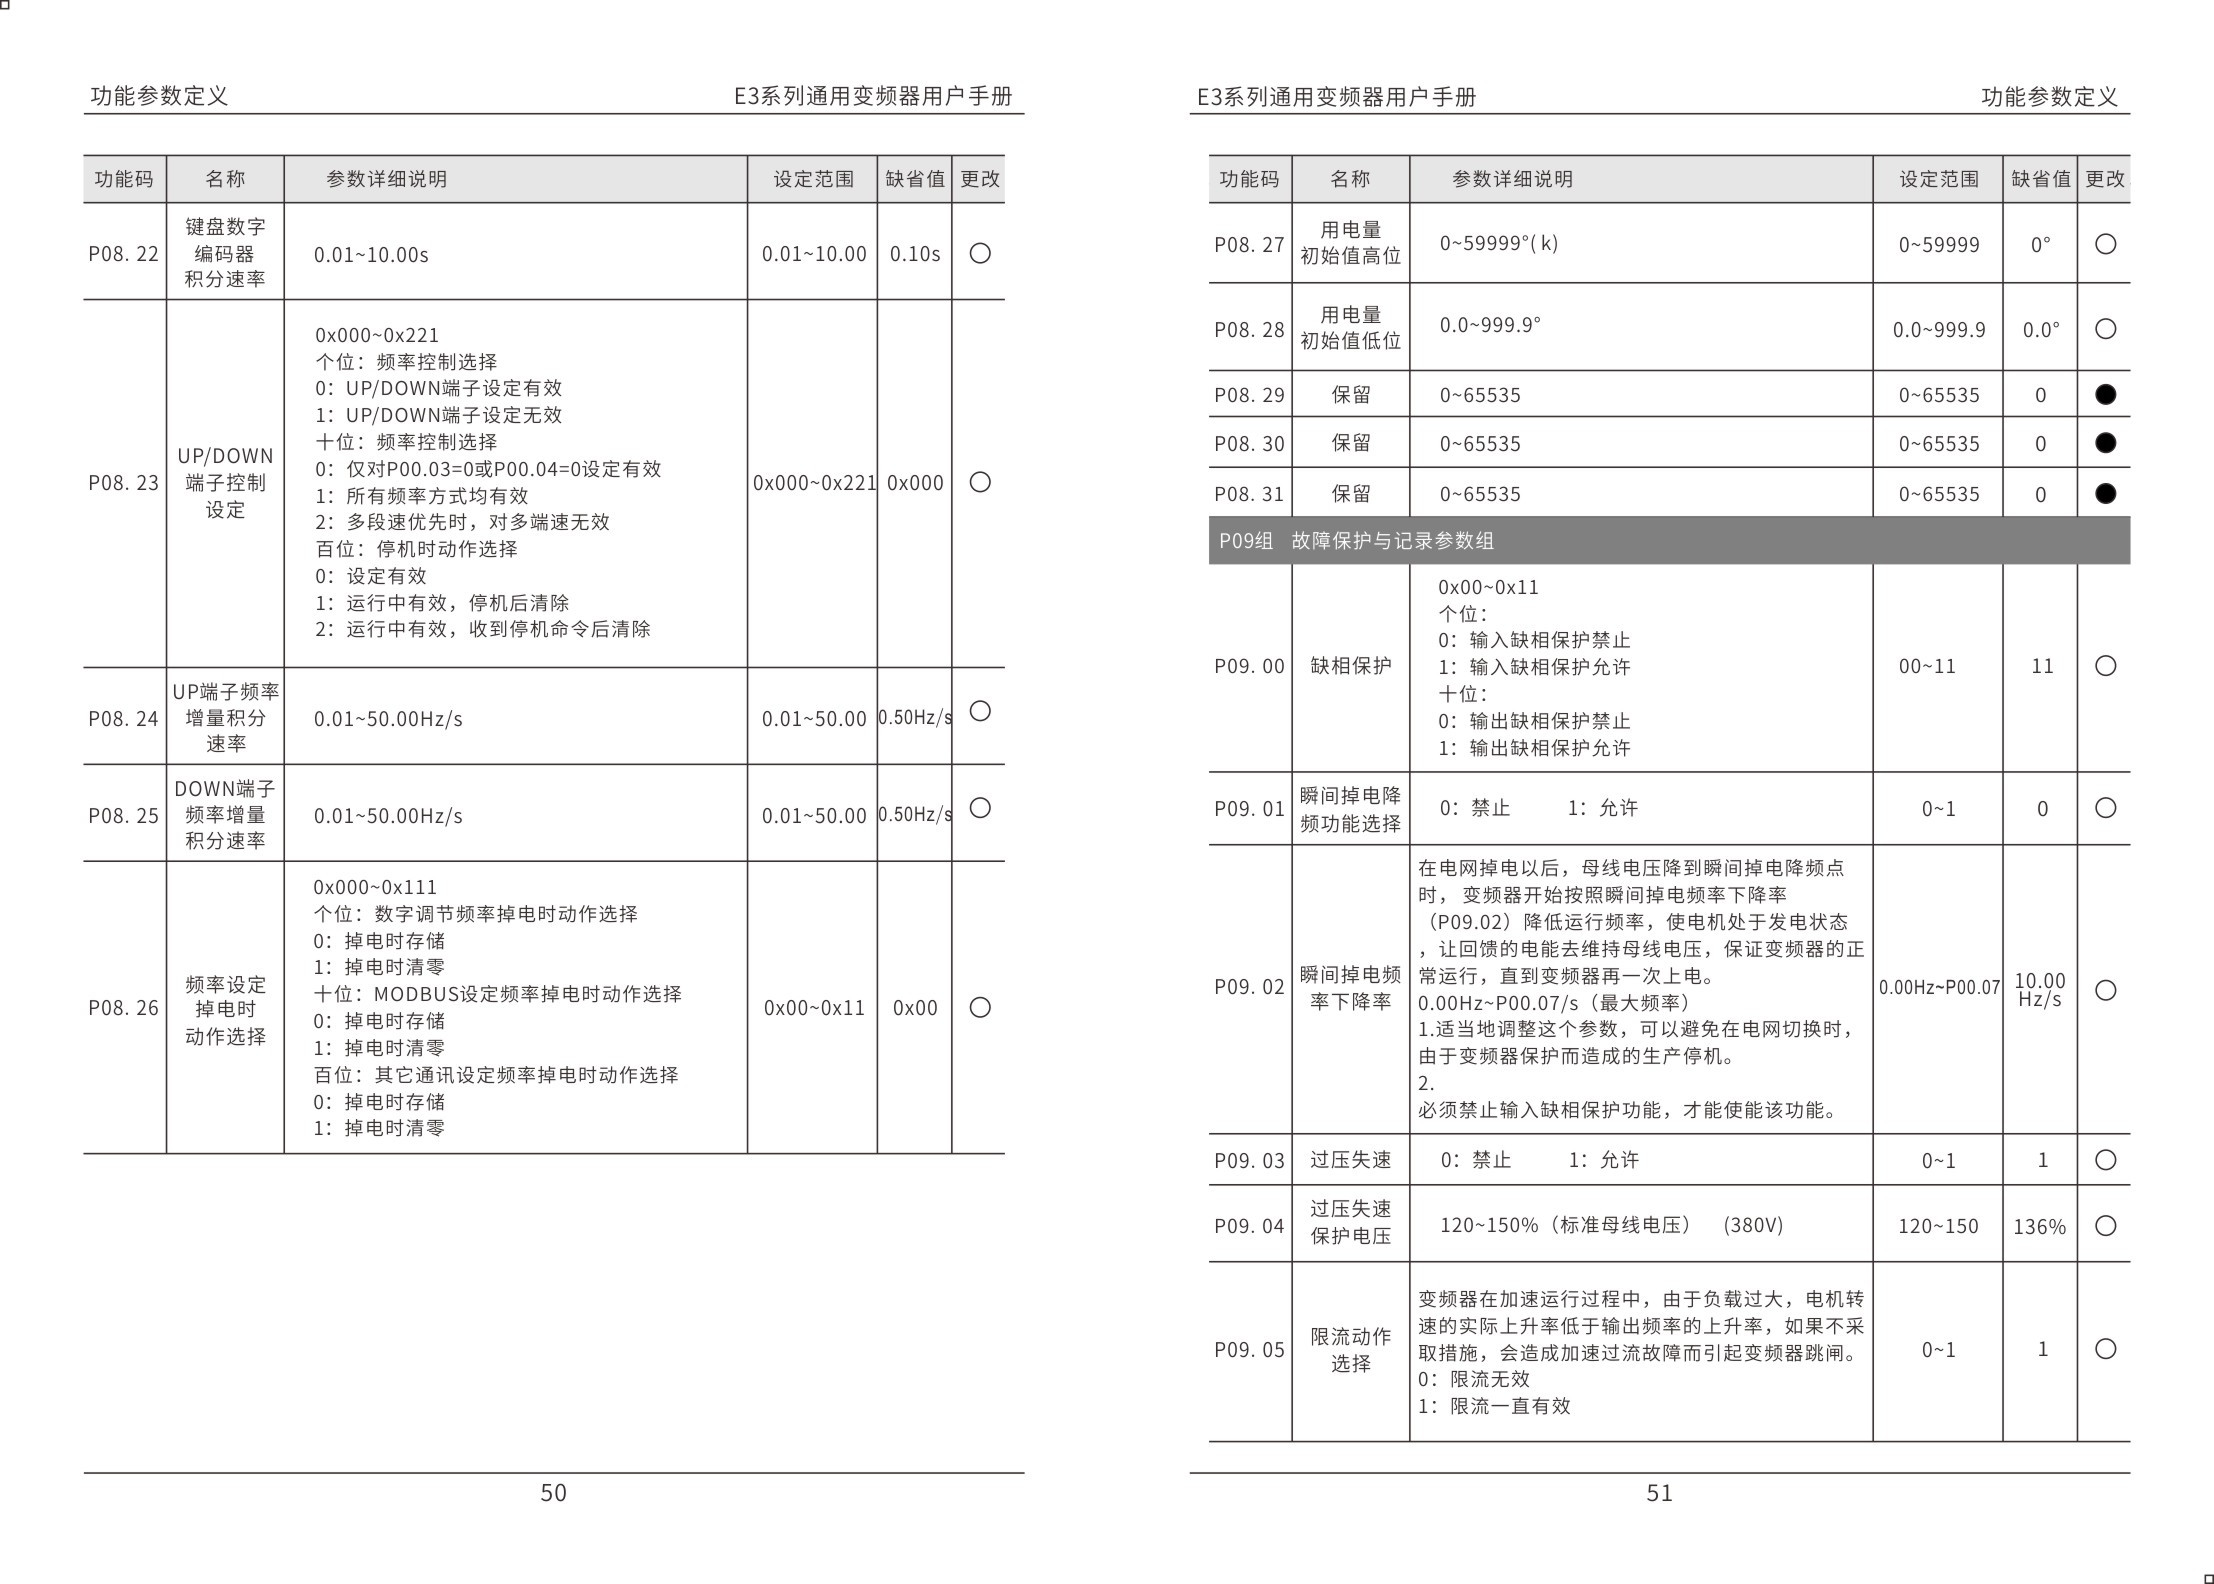 功能参数定义 E3系列通用变频器用户手册
功能码 名称 参数详细说明 设定范围 缺省值 更改
键盘数字
P08. 22 编码器 0.01~10.00s 0.01~10.00 0.10s ○
积分速率
0x000~0x221
个位：频率控制选择
0：UP/DOWN端子设定有效
1：UP/DOWN端子设定无效
十位：频率控制选择
UP/DOWN
0：仅对P00.03=0或P00.04=0设定有效
P08. 23 端子控制 0x000~0x221 0x000 ○
1：所有频率方式均有效
设定
2：多段速优先时，对多端速无效
百位：停机时动作选择
0：设定有效
1：运行中有效，停机后清除
2：运行中有效，收到停机命令后清除
UP端子频率
P08. 24 增量积分 0.01~50.00Hz/s 0.01~50.00 0.50Hz/s ○
速率
DOWN端子
P08. 25 频率增量 0.01~50.00Hz/s 0.01~50.00 0.50Hz/s ○
积分速率
0x000~0x111
个位：数字调节频率掉电时动作选择
0：掉电时存储
1：掉电时清零
频率设定
十位：MODBUS设定频率掉电时动作选择
P08. 26 掉电时 0x00~0x11 0x00 ○
0：掉电时存储
动作选择
1：掉电时清零
百位：其它通讯设定频率掉电时动作选择
0：掉电时存储
1：掉电时清零
50
E3系列通用变频器用户手册 功能参数定义
功能码 名称 参数详细说明 设定范围 缺省值 更改
用电量
P08. 27 0~59999°( k) 0~59999 0° ○
初始值高位
用电量
P08. 28 0.0~999.9° 0.0~999.9 0.0° ○
初始值低位
P08. 29 保留 0~65535 0~65535 0 ●
P08. 30 保留 0~65535 0~65535 0 ●
P08. 31 保留 0~65535 0~65535 0 ●
P09组 故障保护与记录参数组
0x00~0x11
个位：
0：输入缺相保护禁止
P09. 00 缺相保护 1：输入缺相保护允许 00~11 11 ○
十位：
0：输出缺相保护禁止
1：输出缺相保护允许
瞬间掉电降
P09. 01 0：禁止 1：允许 0~1 0 ○
频功能选择
在电网掉电以后，母线电压降到瞬间掉电降频点
时， 变频器开始按照瞬间掉电频率下降率
（P09.02）降低运行频率，使电机处于发电状态
，让回馈的电能去维持母线电压，保证变频器的正
瞬间掉电频 常运行，直到变频器再一次上电。
P09. 02 0.00Hz~P00.07 10.00
率下降率 0.00Hz~P00.07/s（最大频率） Hz/s ○
1.适当地调整这个参数，可以避免在电网切换时，
由于变频器保护而造成的生产停机。
2.
必须禁止输入缺相保护功能，才能使能该功能。
P09. 03 过压失速 0：禁止 1：允许 0~1 1 ○
过压失速
P09. 04 120~150%（标准母线电压） (380V) 120~150 136% ○
保护电压
变频器在加速运行过程中，由于负载过大，电机转
速的实际上升率低于输出频率的上升率，如果不采
限流动作
P09. 05 取措施，会造成加速过流故障而引起变频器跳闸。 0~1 1 ○
选择
0：限流无效
1：限流一直有效
51